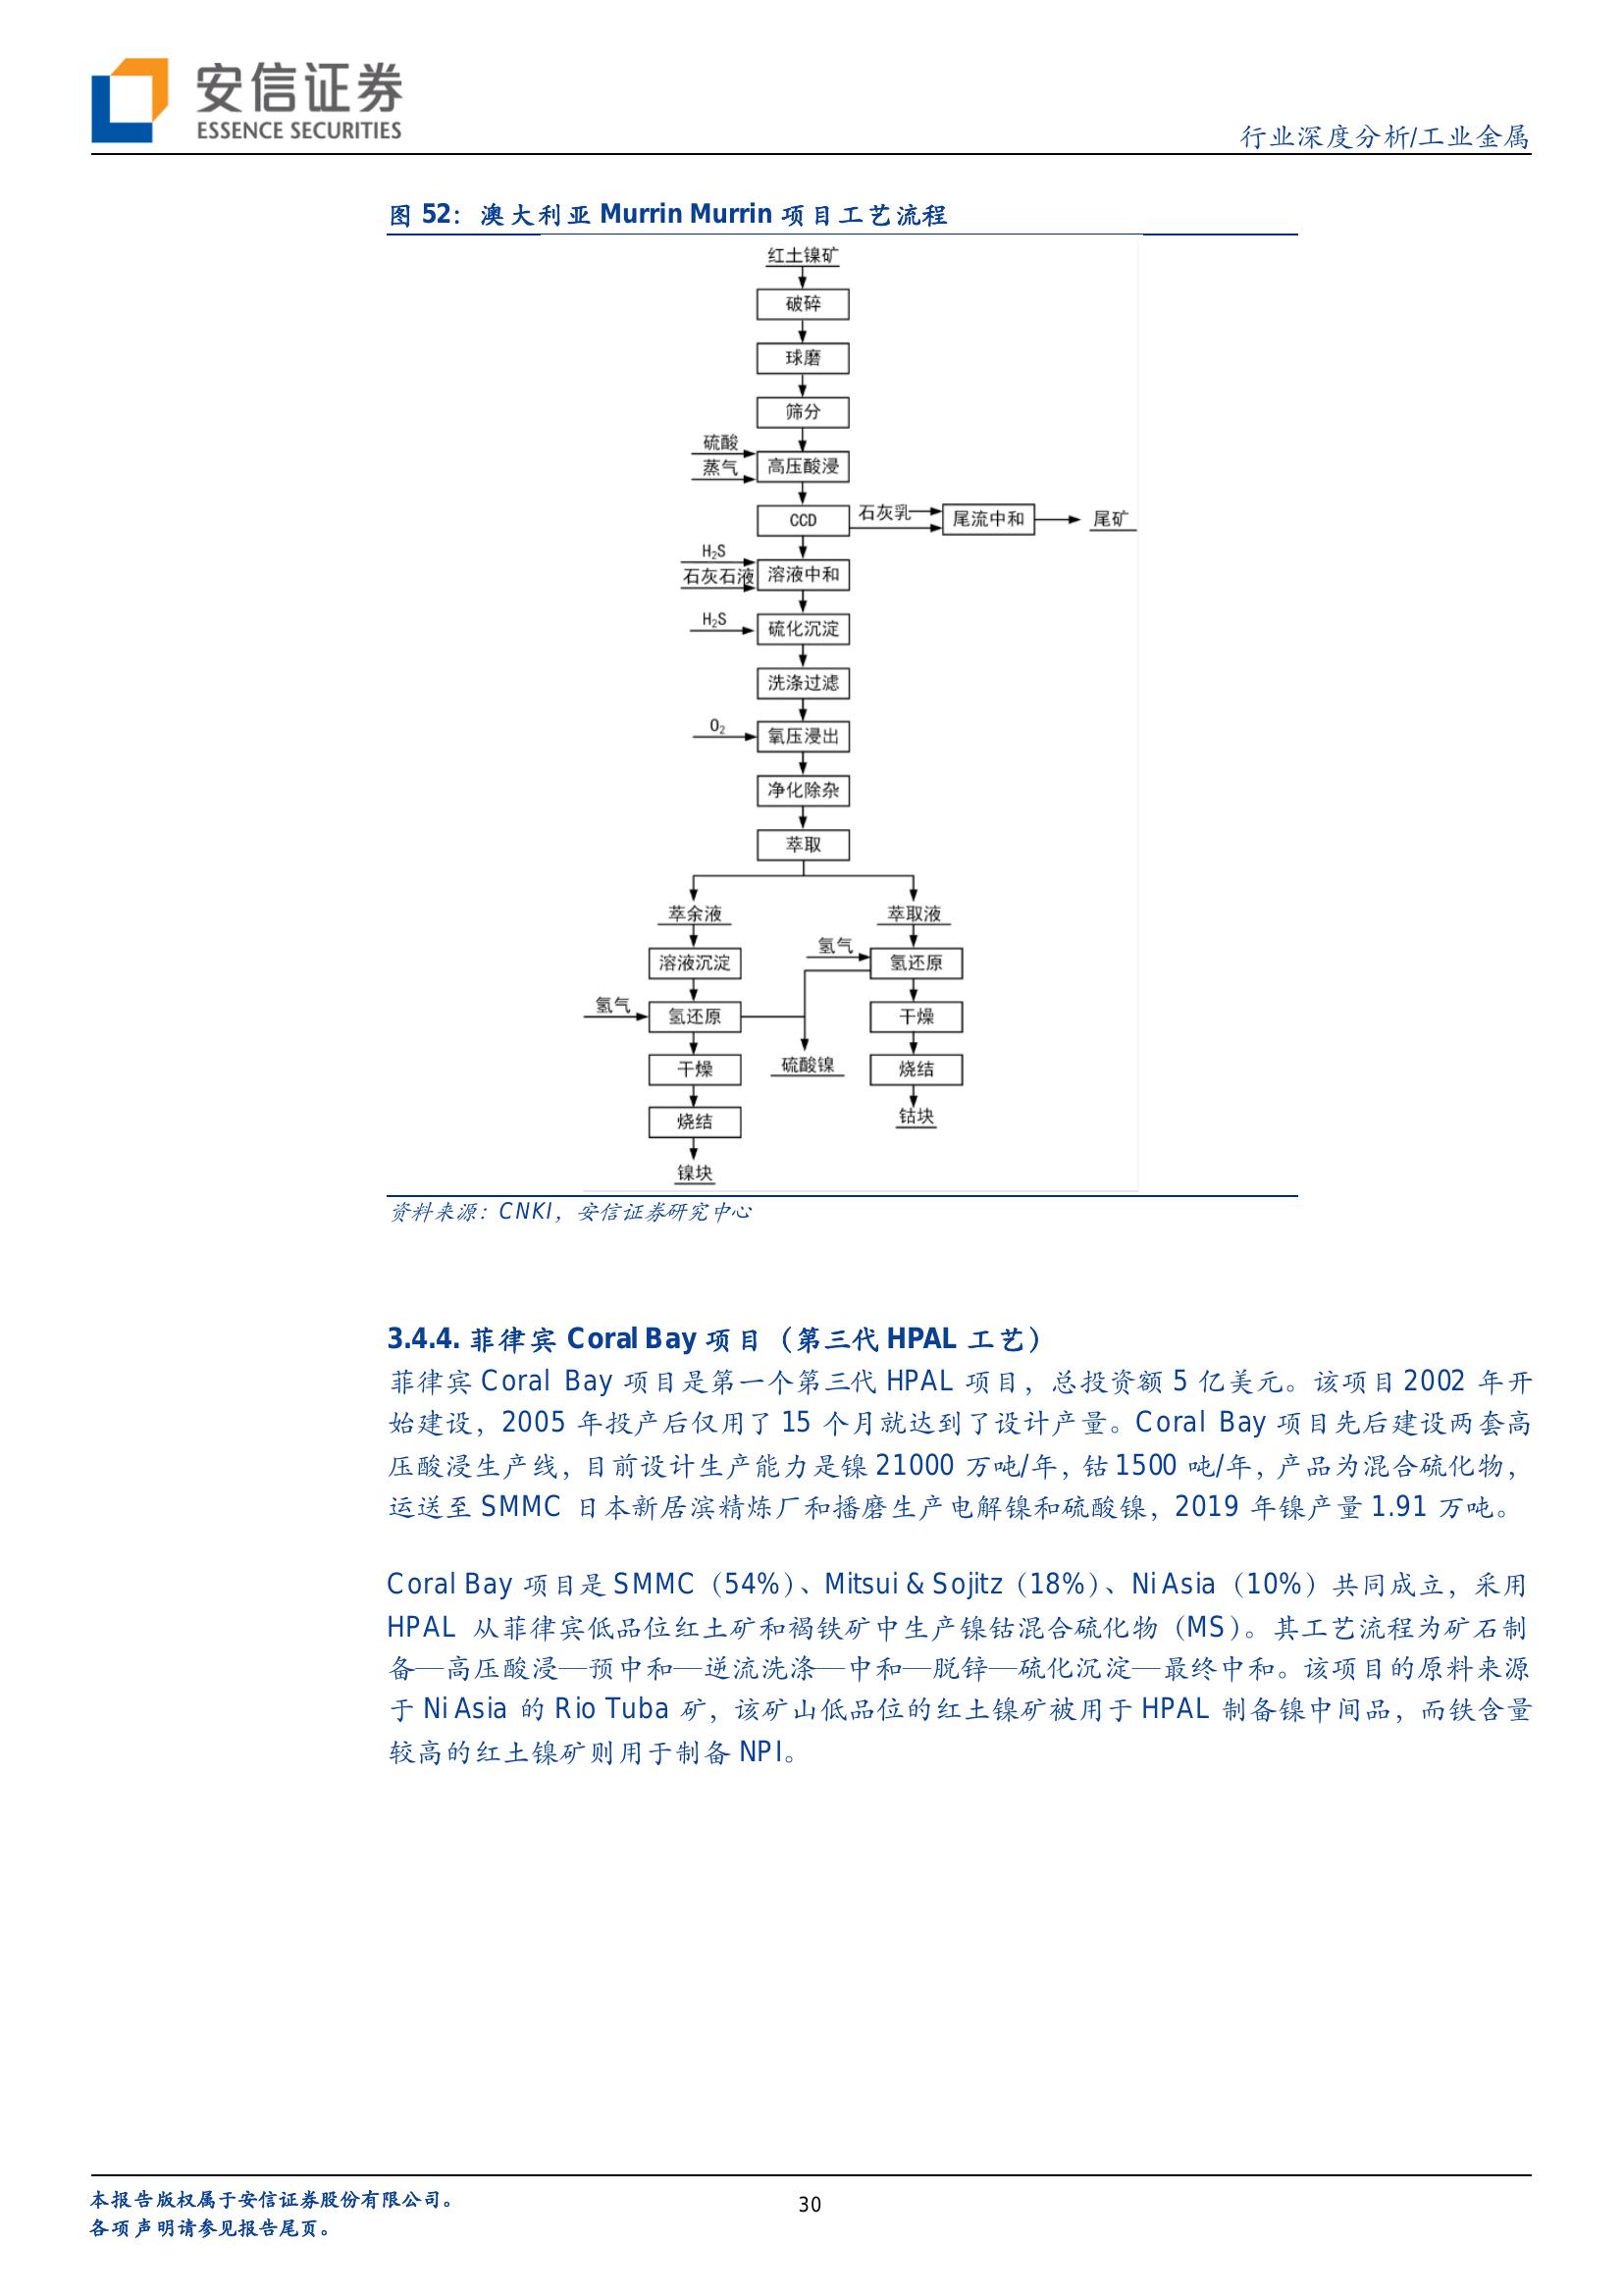 安信证券
ESSENCE SECURITIES
行业深度分析/工业金属
图 52：澳大利亚 Murrin Murrin 项目工艺流程
红土镍矿
破碎
球磨
筛分
硫酸
蒸气
高压酸浸
CCD
石灰乳
尾流中和
尾矿
H₂S
石灰石液
溶液中和
H₂S
硫化沉淀
洗涤过滤
O₂
氧压浸出
净化除杂
萃取
萃余液
萃取液
溶液沉淀
氢气
氢还原
氢气
氢还原
干燥
干燥
硫酸镍
烧结
烧结
钴块
镍块
资料来源：CNKI，安信证券研究中心
3.4.4. 菲律宾 Coral Bay 项目（第三代 HPAL 工艺）
菲律宾 Coral Bay 项目是第一个第三代 HPAL 项目，总投资额 5 亿美元。该项目 2002 年开
始建设，2005 年投产后仅用了 15 个月就达到了设计产量。Coral Bay 项目先后建设两套高
压酸浸生产线，目前设计生产能力是镍 21000 万吨/年，钴 1500 吨/年，产品为混合硫化物，
运送至 SMMC 日本新居滨精炼厂和播磨生产电解镍和硫酸镍，2019 年镍产量 1.91 万吨。
Coral Bay 项目是 SMMC（54%）、Mitsui & Sojitz（18%）、Ni Asia（10%）共同成立，采用
HPAL 从菲律宾低品位红土矿和褐铁矿中生产镍钴混合硫化物（MS）。其工艺流程为矿石制
备—高压酸浸—预中和—逆流洗涤—中和—脱锌—硫化沉淀—最终中和。该项目的原料来源
于 Ni Asia 的 Rio Tuba 矿，该矿山低品位的红土镍矿被用于 HPAL 制备镍中间品，而铁含量
较高的红土镍矿则用于制备 NPI。
本报告版权属于安信证券股份有限公司。
各项声明请参见报告尾页。
30